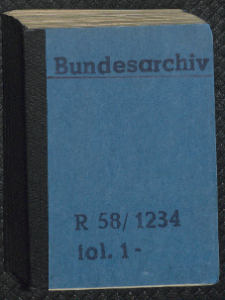 Bundesarchiv
R 58/1234
fol. 1-